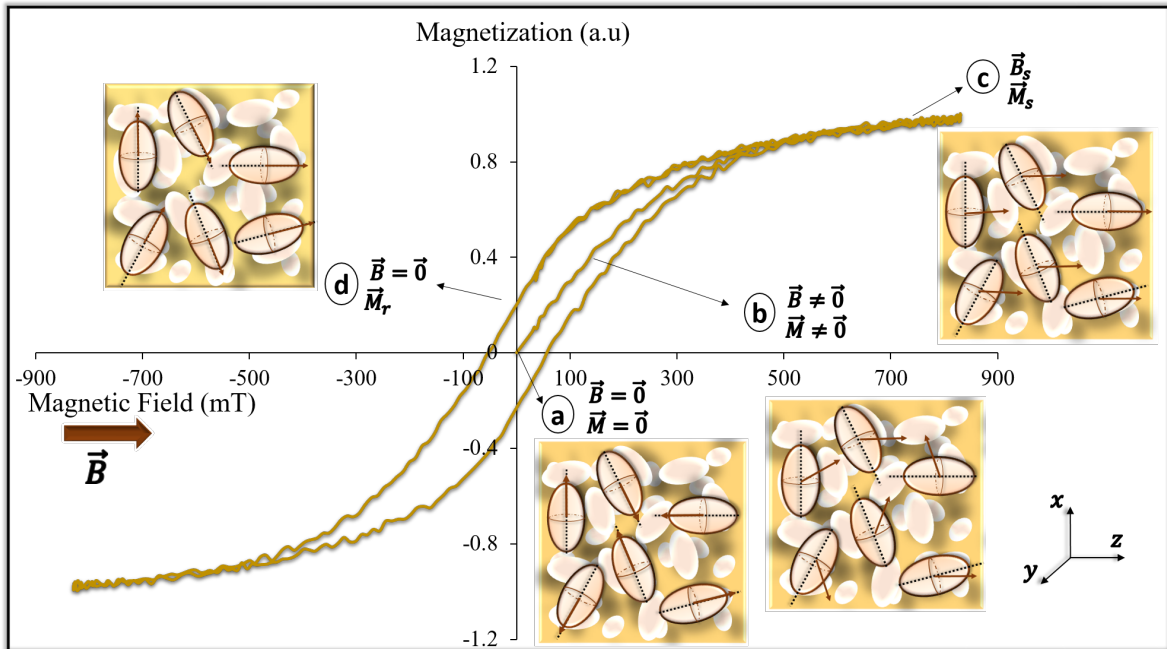 Magnetization (a.u)
1.2
c B⃗s
M⃗s
0.8
d B⃗ = 0⃗
M⃗r
0.4
b B⃗ ≠ 0⃗
M⃗ ≠ 0⃗
0
-900 -700 -500 -300 -100 100 300 500 700 900
Magnetic Field (mT)
B⃗
a B⃗ = 0⃗
M⃗ = 0⃗
-0.4
-0.8
x
z
y
-1.2